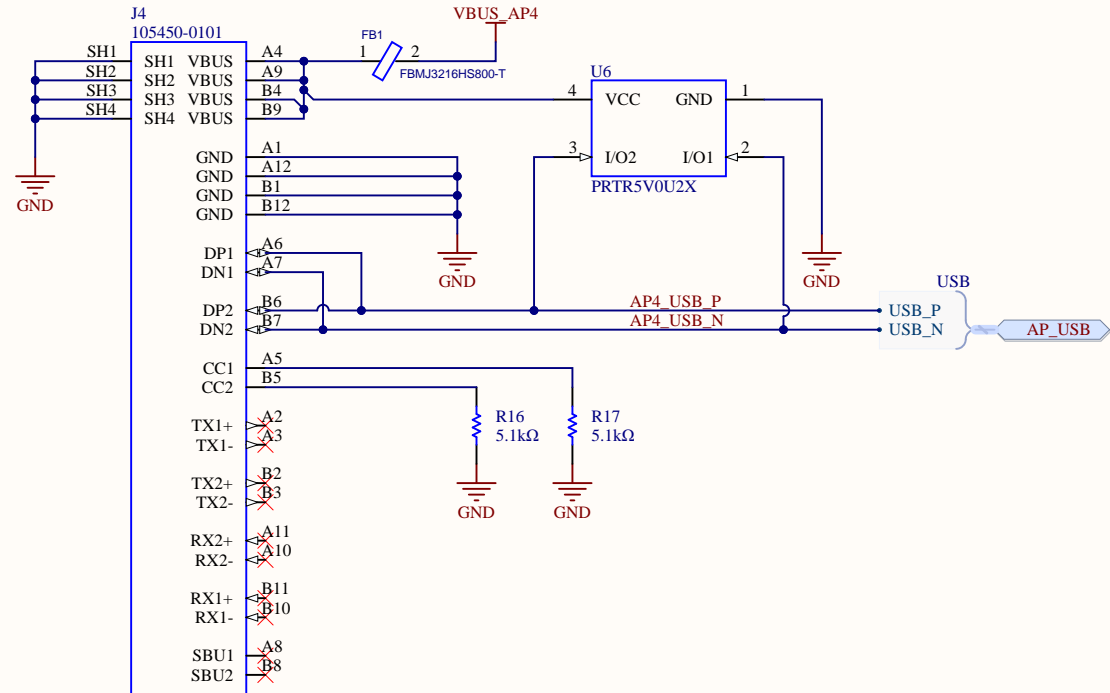 J4
105450-0101
VBUS_AP4
FB1
1
2
FBMJ3216HS800-T
SH1 SH1 VBUS A4
SH2 SH2 VBUS A9
SH3 SH3 VBUS B4
SH4 SH4 VBUS B9
GND
GND A1
GND A12
GND B1
GND B12
GND
U6
4 VCC GND 1
3 I/O2 I/O1 2
PRTR5V0U2X
GND
DP1 A6
DN1 A7
DP2 B6 AP4_USB_P
DN2 B7 AP4_USB_N
USB
USB_P
USB_N
AP_USB
CC1 A5
CC2 B5
R16
5.1kΩ
R17
5.1kΩ
GND
GND
TX1+ A2
TX1- A3
TX2+ B2
TX2- B3
RX2+ A11
RX2- A10
RX1+ B11
RX1- B10
SBU1 A8
SBU2 B8